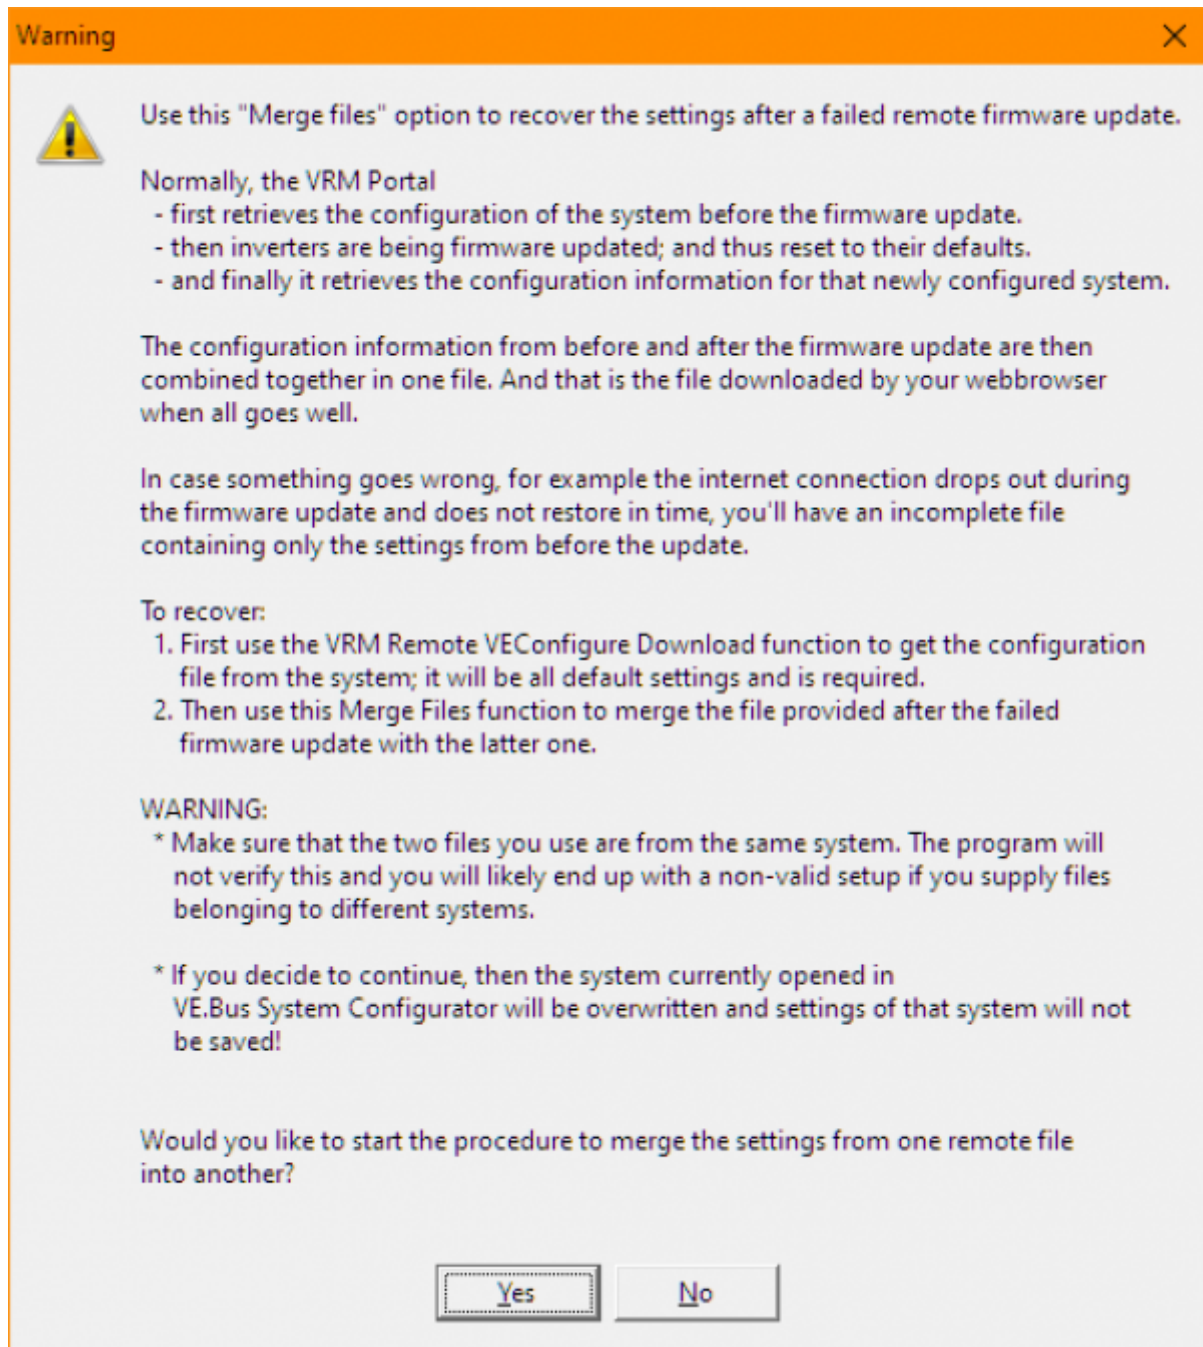 Warning
Use this "Merge files" option to recover the settings after a failed remote firmware update.
Normally, the VRM Portal
- first retrieves the configuration of the system before the firmware update.
- then inverters are being firmware updated; and thus reset to their defaults.
- and finally it retrieves the configuration information for that newly configured system.
The configuration information from before and after the firmware update are then
combined together in one file. And that is the file downloaded by your webbrowser
when all goes well.
In case something goes wrong, for example the internet connection drops out during
the firmware update and does not restore in time, you'll have an incomplete file
containing only the settings from before the update.
To recover:
1. First use the VRM Remote VEConfigure Download function to get the configuration
file from the system; it will be all default settings and is required.
2. Then use this Merge Files function to merge the file provided after the failed
firmware update with the latter one.
WARNING:
* Make sure that the two files you use are from the same system. The program will
not verify this and you will likely end up with a non-valid setup if you supply files
belonging to different systems.
* If you decide to continue, then the system currently opened in
VE.Bus System Configurator will be overwritten and settings of that system will not
be saved!
Would you like to start the procedure to merge the settings from one remote file
into another?
Yes
No